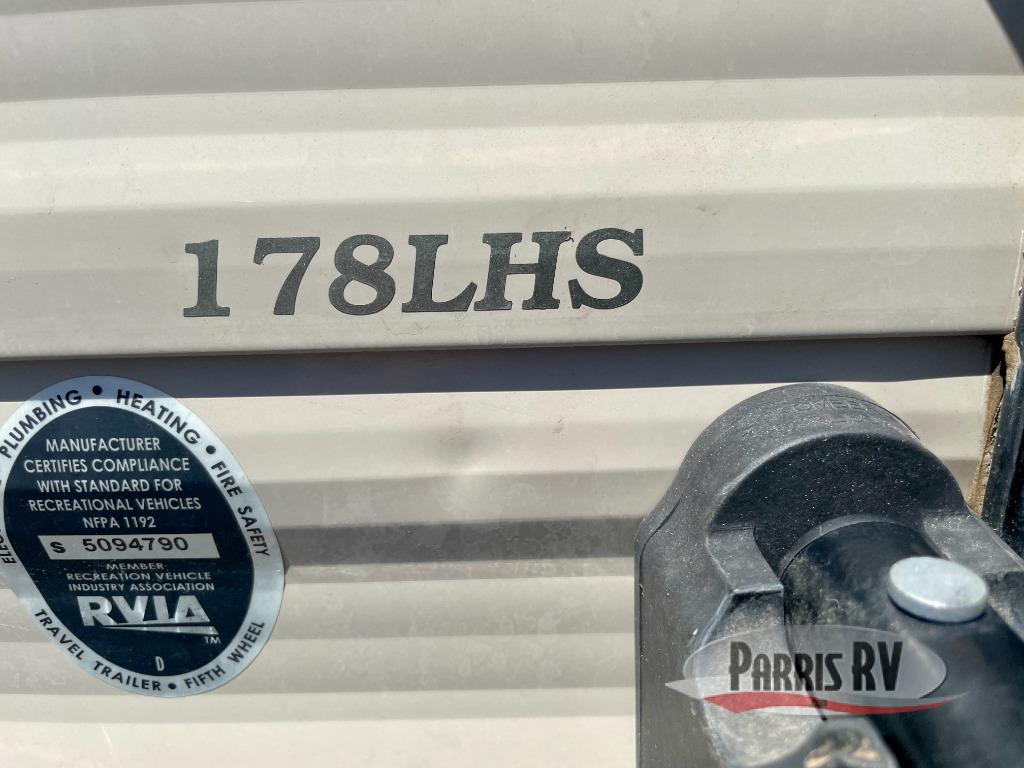 178LHS
PLUMBING • HEATING • FIRE SAFETY
MANUFACTURER
CERTIFIES COMPLIANCE
WITH STANDARD FOR
RECREATIONAL VEHICLES
NFPA 1192
S 5094790
MEMBER
RECREATION VEHICLE
INDUSTRY ASSOCIATION
RVIA
TM
D
TRAVEL TRAILER • FIFTH WHEEL
PARRIS RV